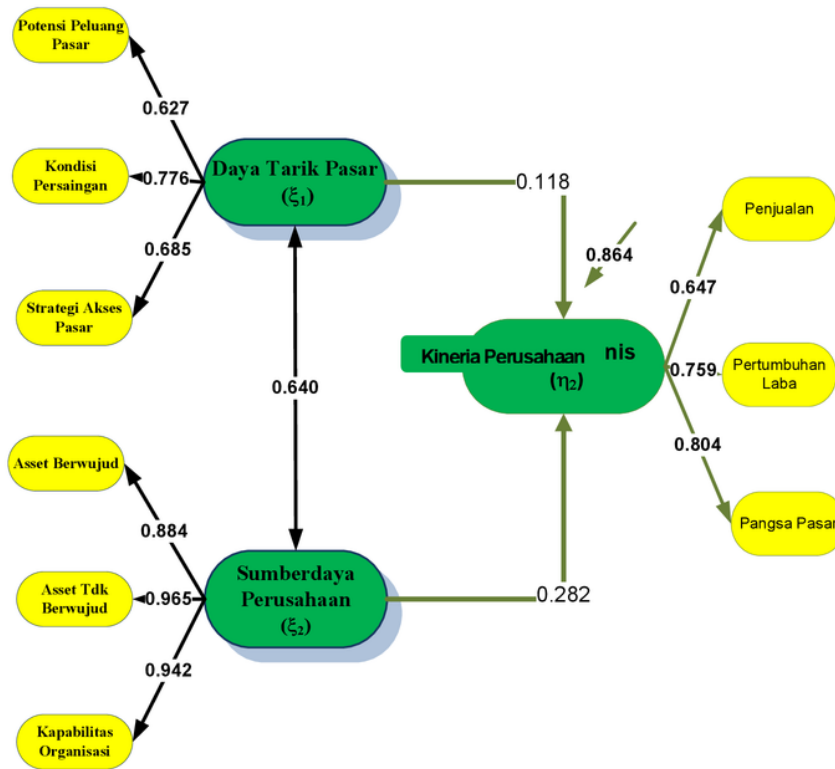 Potensi Peluang
Pasar
0.627
Kondisi
Persaingan
0.776
Daya Tarik Pasar
(ξ₁)
0.685
Strategi Akses
Pasar
0.118
0.864
Penjualan
0.647
Kineria Perusahaan nis
(η₂)
0.759
Pertumbuhan
Laba
0.804
Pangsa Pasar
0.640
Asset Berwujud
0.884
Asset Tdk
Berwujud
0.965
Sumberdaya
Perusahaan
(ξ₂)
0.282
0.942
Kapabilitas
Organisasi